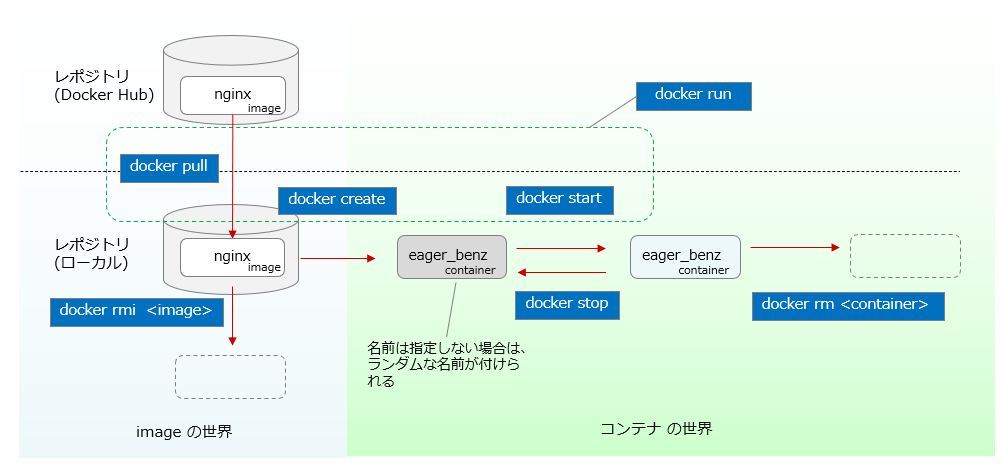 レポジトリ
(Docker Hub)
nginx
image
docker run
docker pull
docker create
docker start
レポジトリ
(ローカル)
nginx
image
eager_benz
container
eager_benz
container
docker rmi  <image>
docker stop
docker rm <container>
名前は指定しない場合は、
ランダムな名前が付けら
れる
image の世界
コンテナ の世界